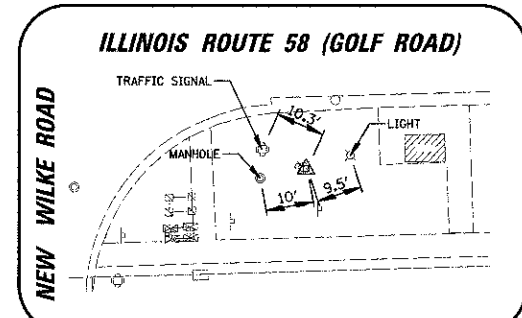 ILLINOIS ROUTE 58 (GOLF ROAD)
NEW WILKE ROAD
TRAFFIC SIGNAL
10.3'
LIGHT
MANHOLE
10'
9.5'